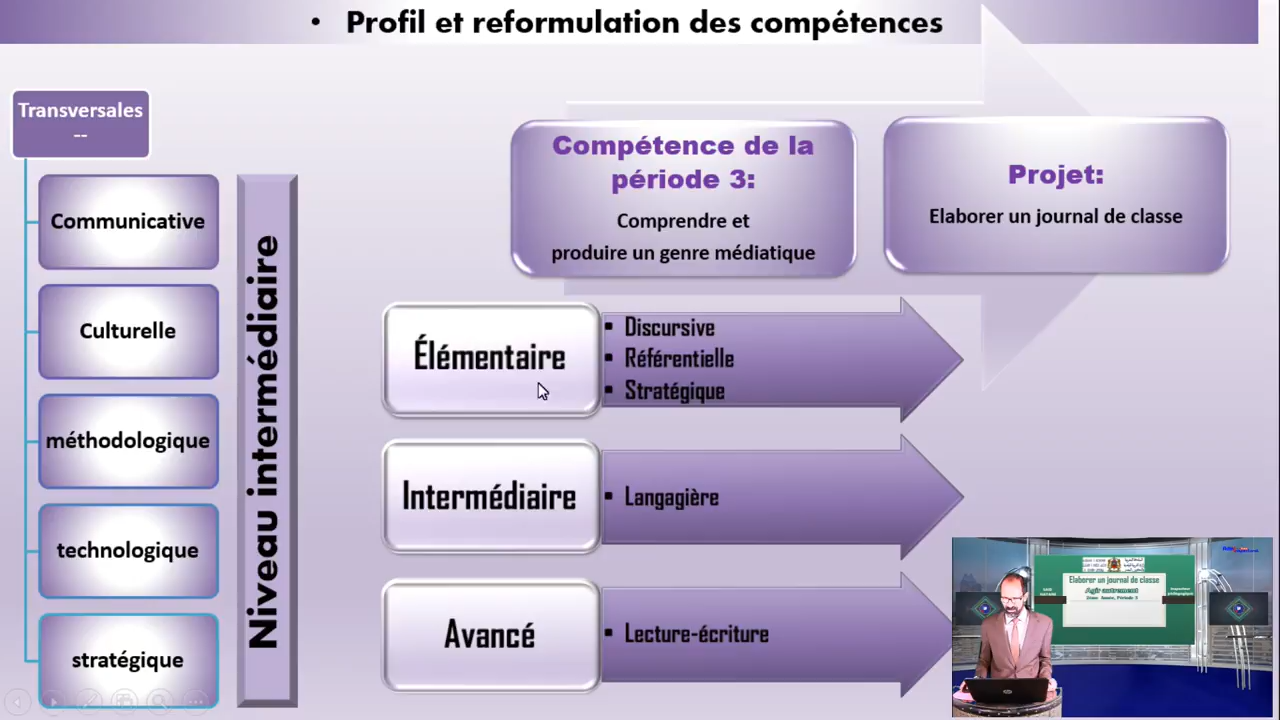 • Profil et reformulation des compétences
Transversales
--
Communicative
Culturelle
méthodologique
technologique
stratégique
Niveau intermédiaire
Compétence de la
période 3:
Comprendre et
produire un genre médiatique
Projet:
Elaborer un journal de classe
Élémentaire
▪ Discursive
▪ Référentielle
▪ Stratégique
Intermédiaire
▪ Langagière
Avancé
▪ Lecture-écriture
Elaborer un journal de classe
Agir autrement